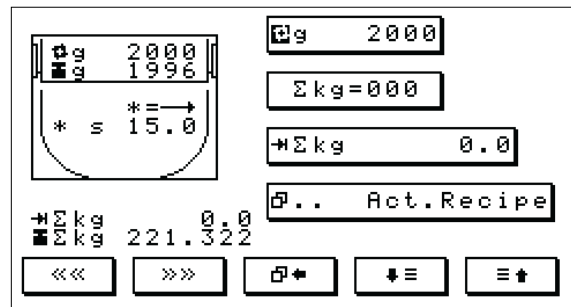 g 2000
g 1996
*=→
* s 15.0
→Σkg 0.0
Σkg 221.322
g 2000
Σkg=000
→Σkg 0.0
.. Act.Recipe
<< >>